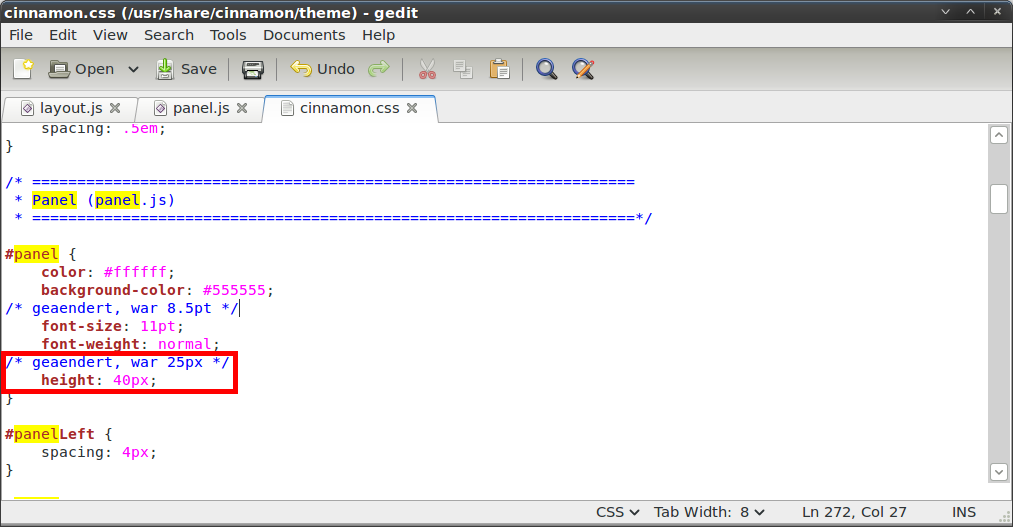 cinnamon.css (/usr/share/cinnamon/theme) - gedit
File Edit View Search Tools Documents Help
Open Save Undo
layout.js panel.js cinnamon.css
spacing: .5em;
}
/* ===================================================================
* Panel (panel.js)
* ===================================================================*/
#panel {
color: #ffffff;
background-color: #555555;
/* geaendert, war 8.5pt */
font-size: 11pt;
font-weight: normal;
/* geaendert, war 25px */
height: 40px;
}
#panelLeft {
spacing: 4px;
}
CSS Tab Width: 8 Ln 272, Col 27 INS